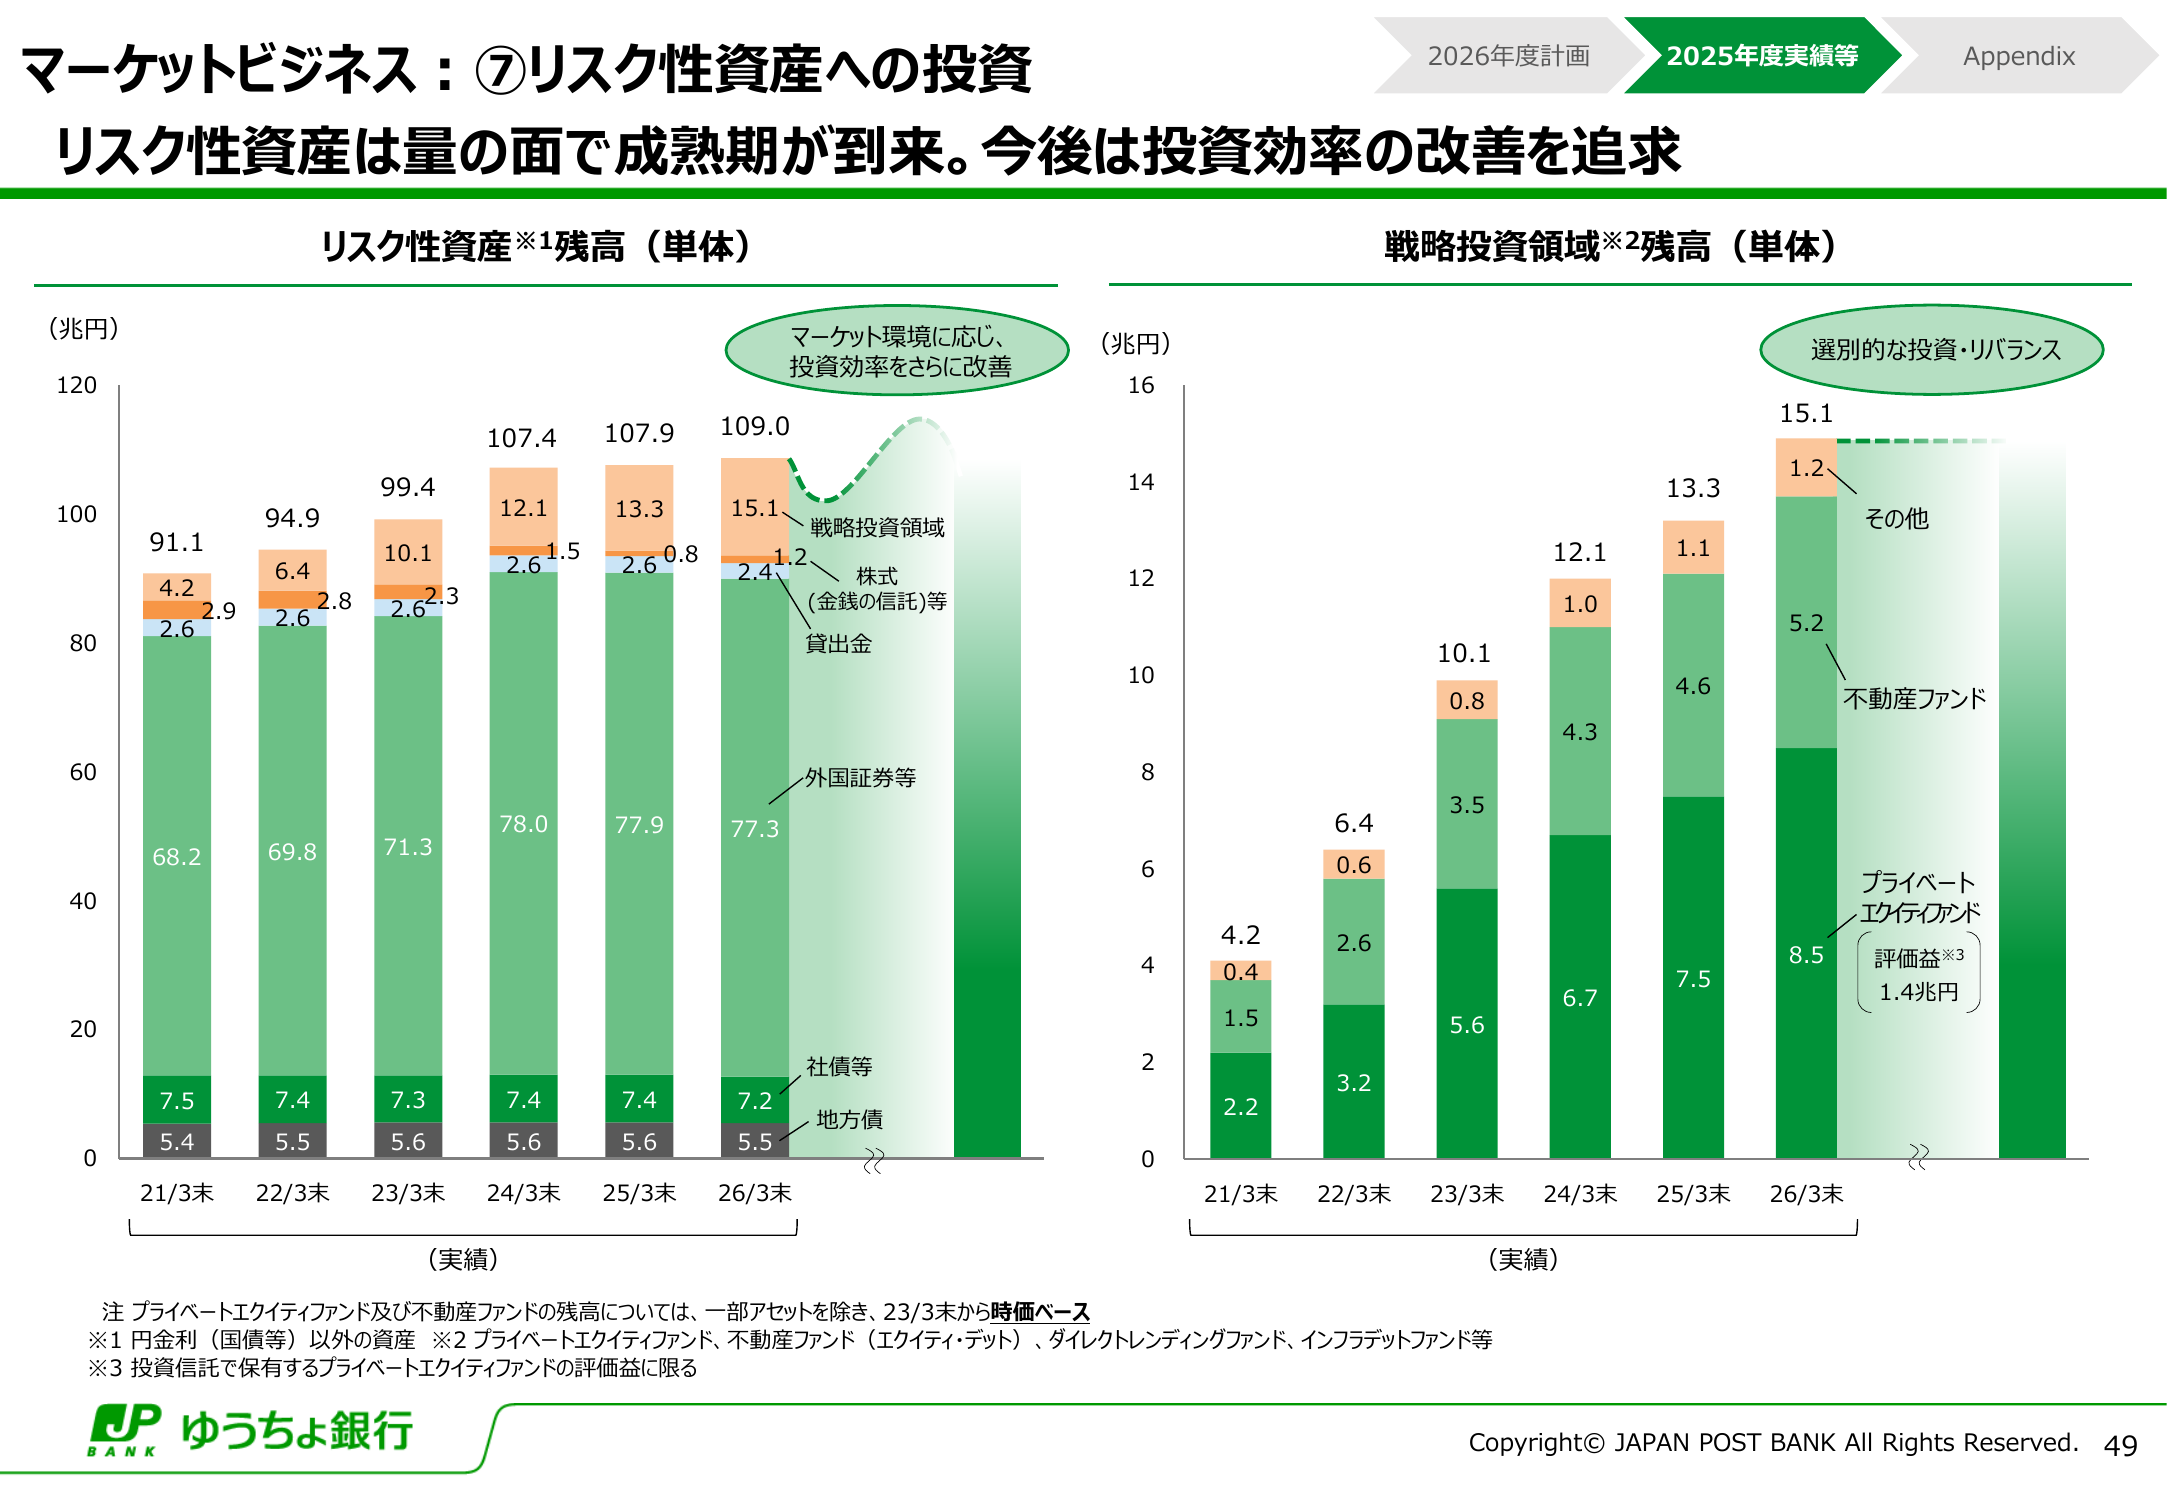 マーケットビジネス：⑦リスク性資産への投資
2026年度計画
2025年度実績等
Appendix
リスク性資産は量の面で成熟期が到来。今後は投資効率の改善を追求
リスク性資産※1残高（単体）
（兆円）
マーケット環境に応じ、
投資効率をさらに改善
120
100
80
60
40
20
0
91.1
4.2
2.9
2.6
68.2
7.5
5.4
94.9
6.4
2.8
2.6
69.8
7.4
5.5
99.4
10.1
2.3
2.6
71.3
7.3
5.6
107.4
12.1
1.5
2.6
78.0
7.4
5.6
107.9
13.3
0.8
2.6
77.9
7.4
5.6
109.0
15.1
1.2
2.4
77.3
7.2
5.5
戦略投資領域
株式
(金銭の信託)等
貸出金
外国証券等
社債等
地方債
21/3末
22/3末
23/3末
24/3末
25/3末
26/3末
（実績）
戦略投資領域※2残高（単体）
（兆円）
選別的な投資・リバランス
16
14
12
10
8
6
4
2
0
4.2
0.4
1.5
2.2
6.4
0.6
2.6
3.2
10.1
0.8
3.5
5.6
12.1
1.0
4.3
6.7
13.3
1.1
4.6
7.5
15.1
1.2
5.2
8.5
その他
不動産ファンド
プライベート
エクイティファンド
評価益※3
1.4兆円
21/3末
22/3末
23/3末
24/3末
25/3末
26/3末
（実績）
注 プライベートエクイティファンド及び不動産ファンドの残高については、一部アセットを除き、23/3末から時価ベース
※1 円金利（国債等）以外の資産 ※2 プライベートエクイティファンド、不動産ファンド（エクイティ・デット）、ダイレクトレンディングファンド、インフラデットファンド等
※3 投資信託で保有するプライベートエクイティファンドの評価益に限る
JP
BANK
ゆうちょ銀行
Copyright© JAPAN POST BANK All Rights Reserved.
49